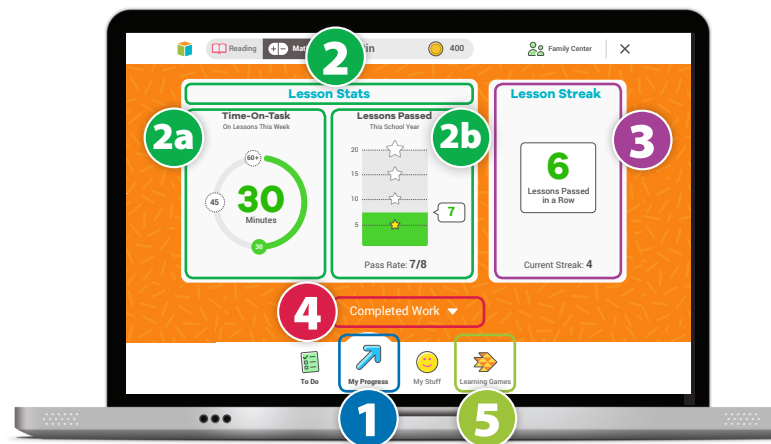 Reading
Mat
in
400
Family Center
2
Lesson Stats
Lesson Streak
2a
Time-On-Task
On Lessons This Week
60+
45
30
Minutes
30
Lessons Passed
This School Year
2b
20
15
10
5
7
Pass Rate: 7/8
3
6
Lessons Passed
in a Row
Current Streak: 4
4
Completed Work
To Do
My Progress
My Stuff
Learning Games
1
5